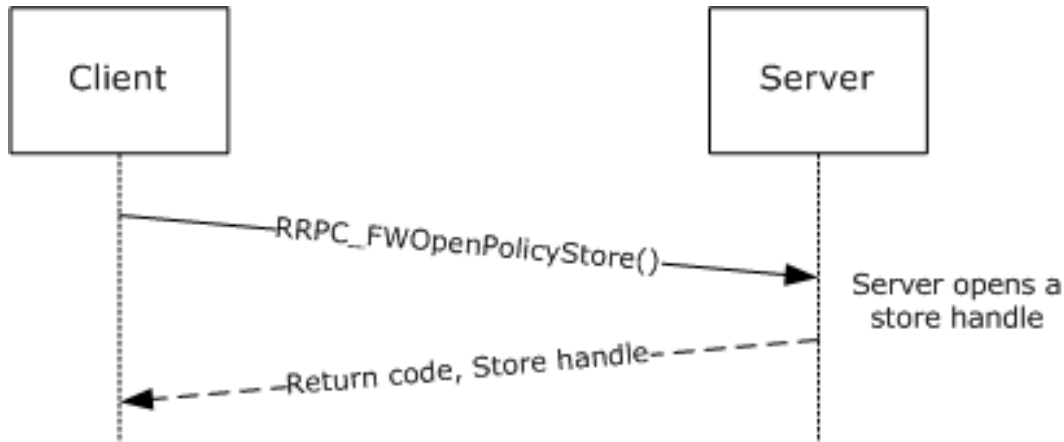 Client
Server
RRPC_FWOpenPolicyStore()
Server opens a
store handle
Return code, Store handle